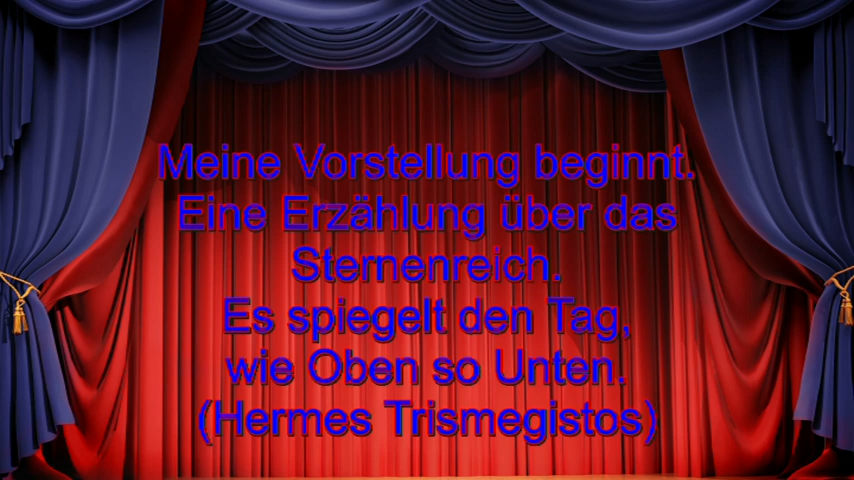 Meine Vorstellung beginnt.
Eine Erzählung über das
Sternenreich.
Es spiegelt den Tag,
wie Oben so Unten.
(Hermes Trismegistos)